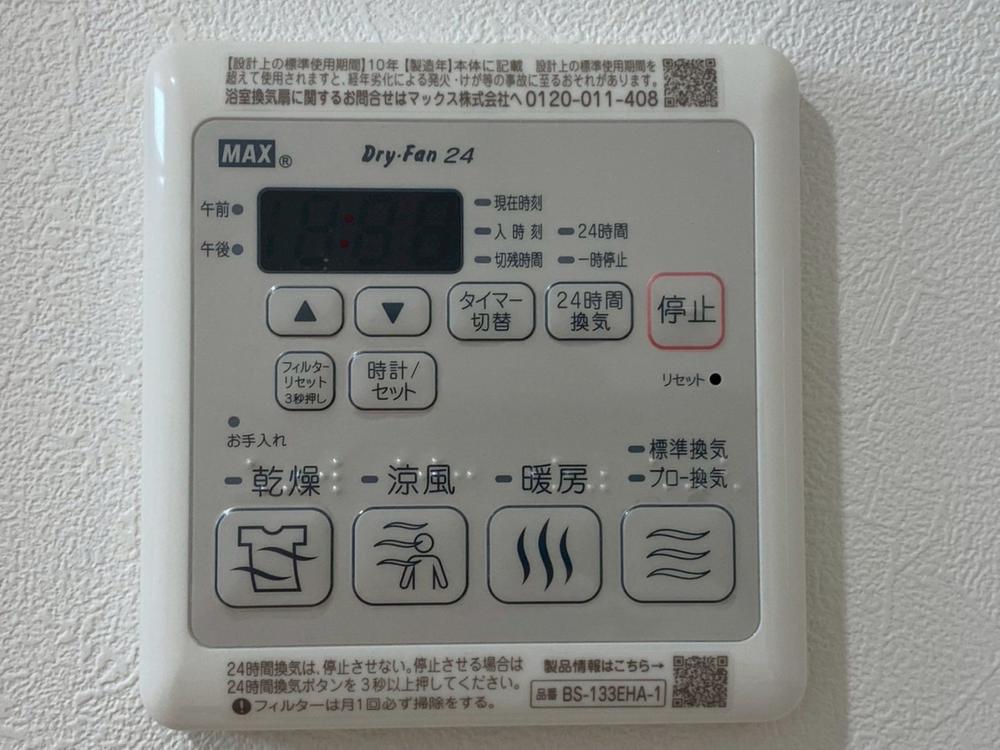 【設計上の標準使用期間】10年 【製造年】本体に記載 設計上の標準使用期間を
超えて使用されますと、経年劣化による発火・けが等の事故に至るおそれがあります。
浴室換気扇に関するお問合せはマックス株式会社へ 0120-011-408
MAX® Dry・Fan 24
午前
午後
現在時刻
入時刻 24時間
切残時間 一時停止
▲ ▼
タイマー
切替
24時間
換気
停止
フィルター
リセット
3秒押し
時計/
セット
リセット
お手入れ
乾燥 涼風 暖房
標準換気
ブロー換気
24時間換気は、停止させない。停止させる場合は
24時間換気ボタンを3秒以上押してください。
フィルターは月1回必ず掃除をする。
製品情報はこちら→
品番 BS-133EHA-1